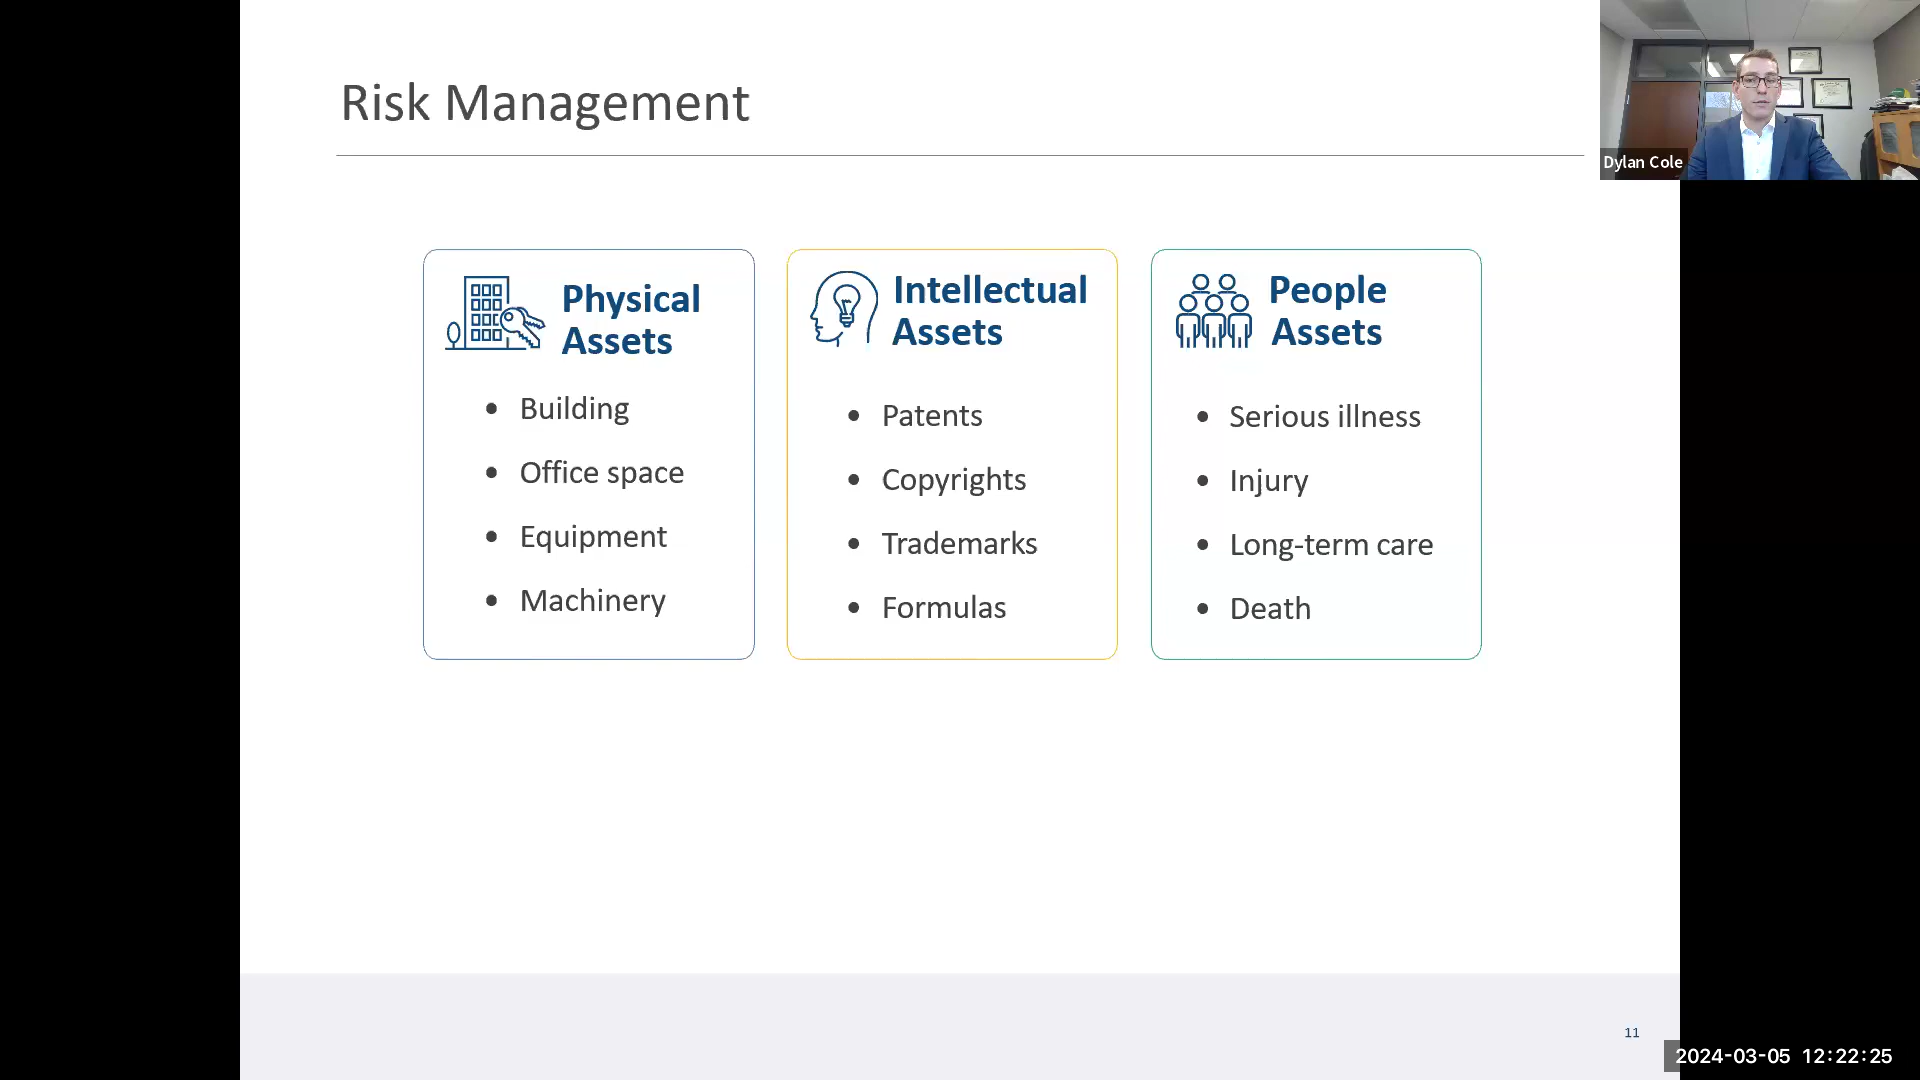 Risk Management
Dylan Cole
Physical
Assets
• Building
• Office space
• Equipment
• Machinery
Intellectual
Assets
• Patents
• Copyrights
• Trademarks
• Formulas
People
Assets
• Serious illness
• Injury
• Long-term care
• Death
11
2024-03-05 12:22:25